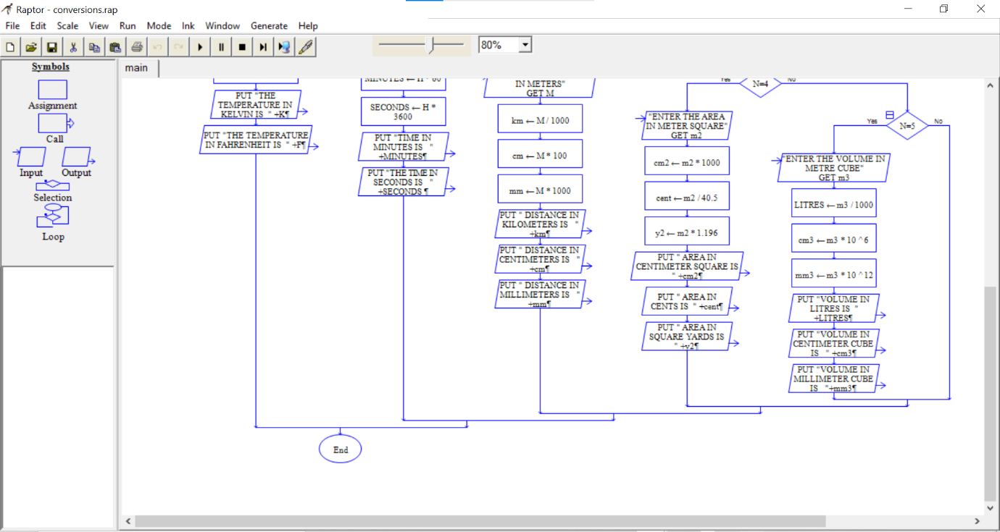 Raptor - conversions.rap
File Edit Scale View Run Mode Ink Window Generate Help
80%
Symbols
Assignment
Call
Input Output
Selection
Loop
main
PUT "THE
TEMPERATURE IN
KELVIN IS " +K¶
PUT "THE TEMPERATURE
IN FAHRENHEIT IS " +F¶
MINUTES ← H * 60
SECONDS ← H *
3600
PUT "TIME IN
MINUTES IS "
+MINUTES¶
PUT "THE TIME IN
SECONDS IS "
+SECONDS ¶
IN METERS"
GET M
km ← M / 1000
cm ← M * 100
mm ← M * 1000
PUT " DISTANCE IN
KILOMETERS IS "
+km¶
PUT " DISTANCE IN
CENTIMETERS IS "
+cm¶
PUT " DISTANCE IN
MILLIMETERS IS "
+mm¶
Yes N=4 No
"ENTER THE AREA
IN METER SQUARE"
GET m2
cm2 ← m2 * 1000
cent ← m2 / 40.5
y2 ← m2 * 1.196
PUT " AREA IN
CENTIMETER SQUARE IS
" +cm2¶
PUT " AREA IN
CENTS IS " +cent¶
PUT " AREA IN
SQUARE YARDS IS
" +y2¶
Yes N=5 No
"ENTER THE VOLUME IN
METRE CUBE"
GET m3
LITRES ← m3 / 1000
cm3 ← m3 * 10 ^ 6
mm3 ← m3 * 10 ^ 12
PUT "VOLUME IN
LITRES IS "
+LITRES¶
PUT "VOLUME IN
CENTIMETER CUBE
IS " +cm3¶
PUT "VOLUME IN
MILLIMETER CUBE
IS "+mm3¶
End